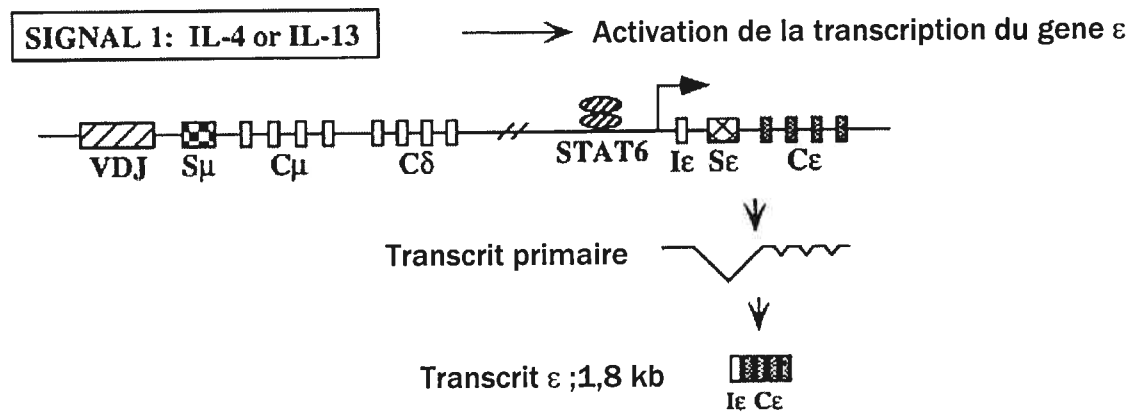 SIGNAL 1: IL-4 or IL-13
Activation de la transcription du gene ε
VDJ Sμ Cμ Cδ STAT6 Iε Sε Cε
Transcrit primaire
Transcrit ε ;1,8 kb
Iε Cε